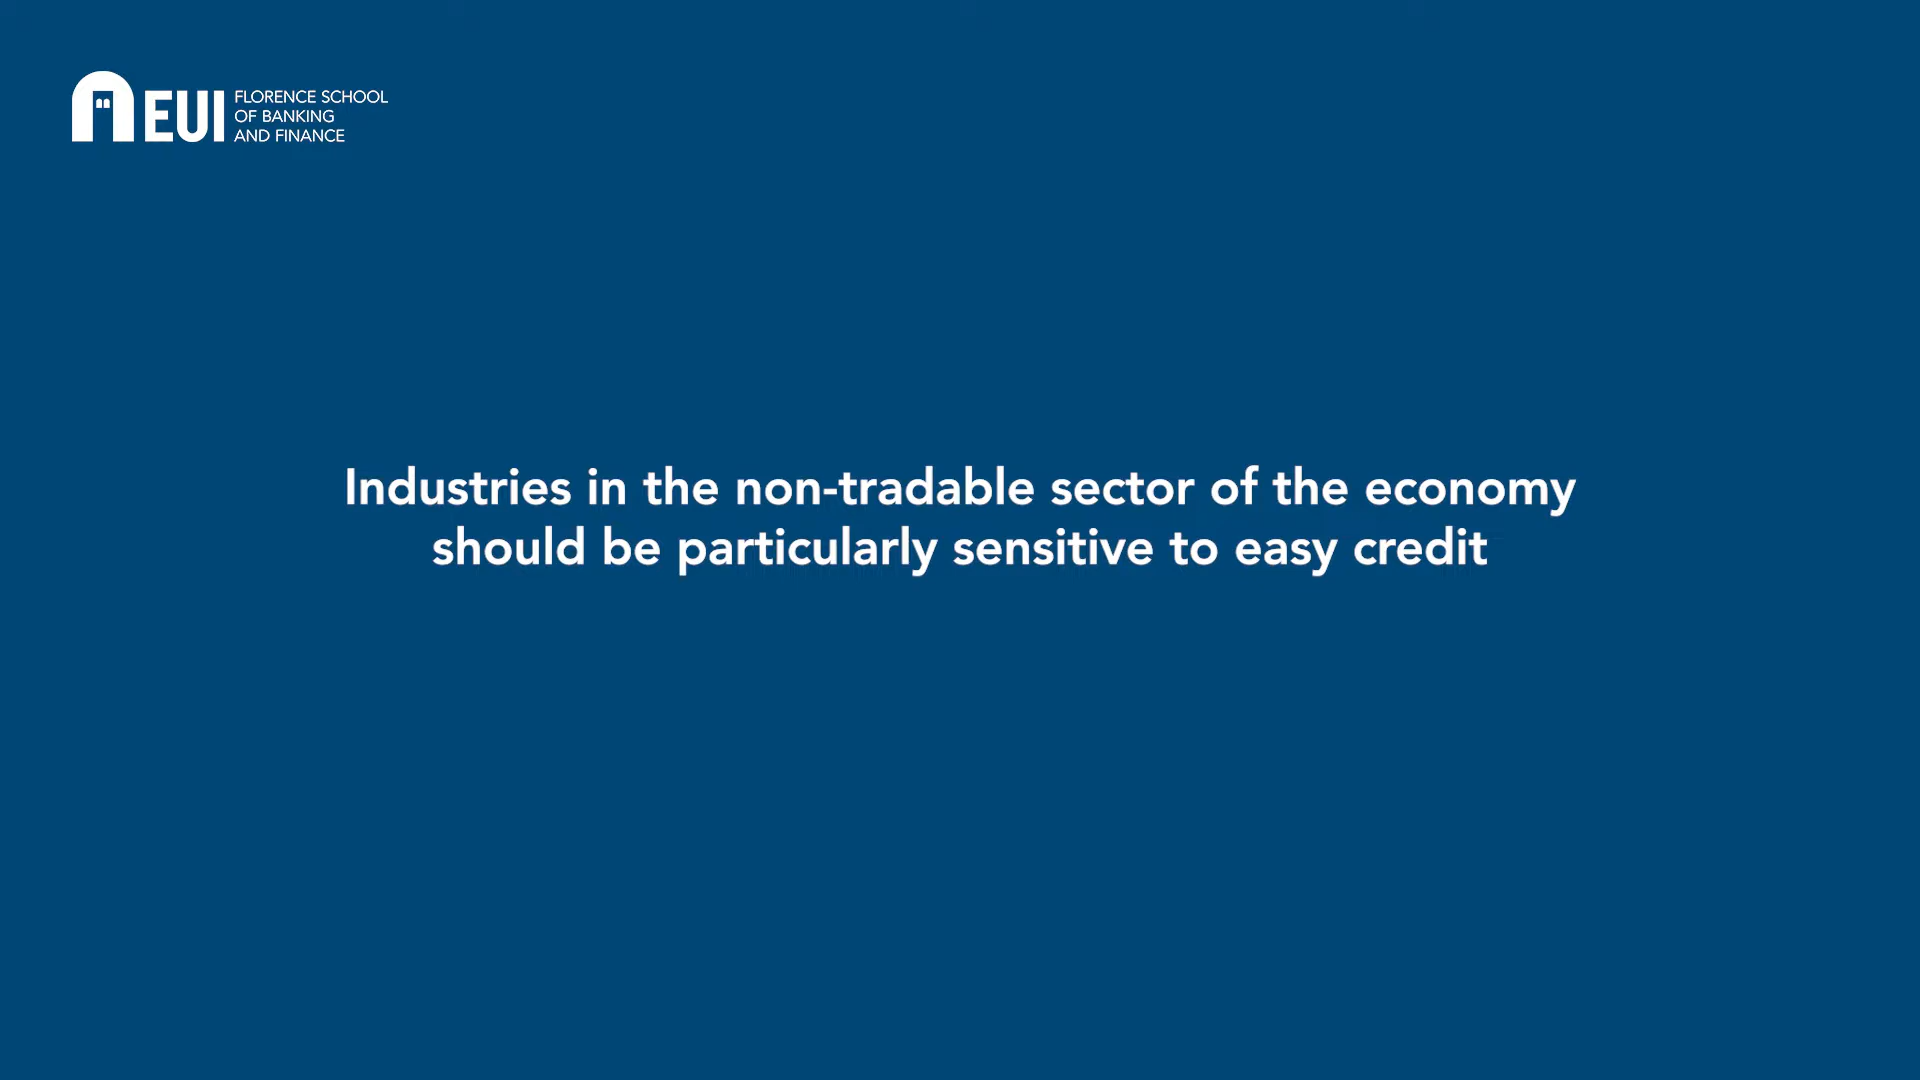 EUI
FLORENCE SCHOOL
OF BANKING
AND FINANCE
Industries in the non-tradable sector of the economy
should be particularly sensitive to easy credit